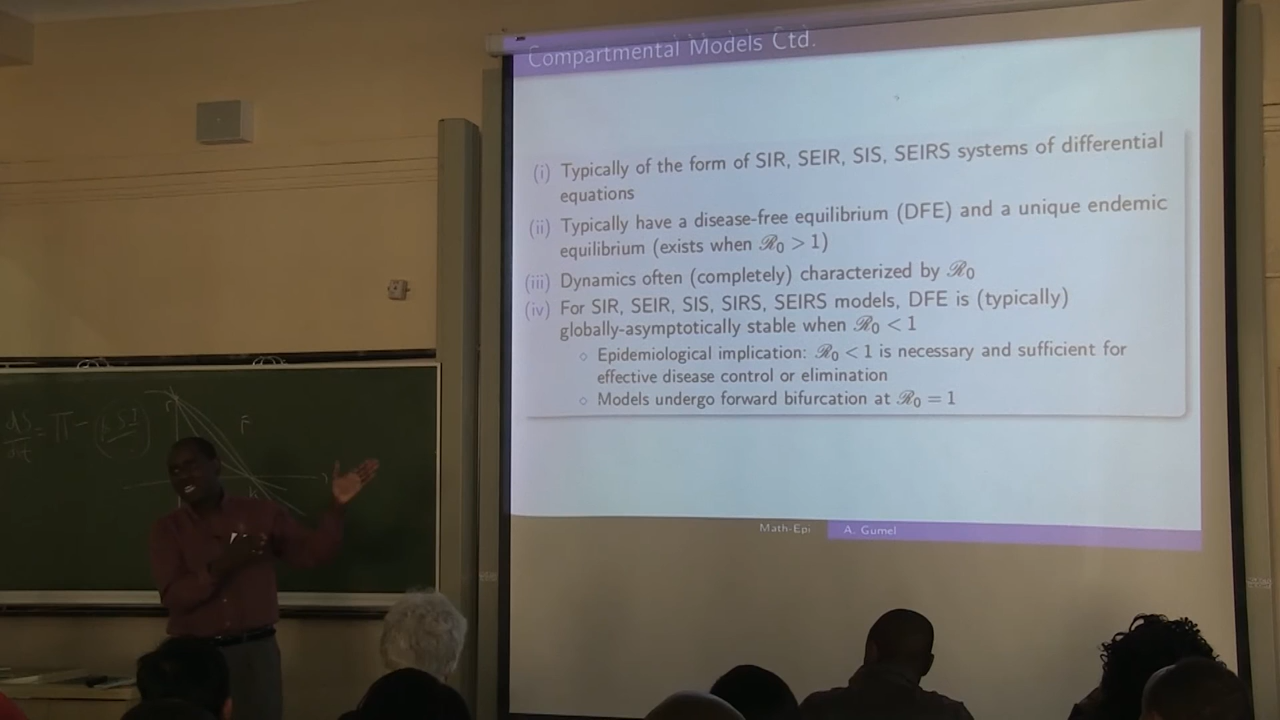 Compartmental Models Ctd.
(i) Typically of the form of SIR, SEIR, SIS, SEIRS systems of differential
equations
(ii) Typically have a disease-free equilibrium (DFE) and a unique endemic
equilibrium (exists when ℛ₀ > 1)
(iii) Dynamics often (completely) characterized by ℛ₀
(iv) For SIR, SEIR, SIS, SIRS, SEIRS models, DFE is (typically)
globally-asymptotically stable when ℛ₀ < 1
◦ Epidemiological implication: ℛ₀ < 1 is necessary and sufficient for
effective disease control or elimination
◦ Models undergo forward bifurcation at ℛ₀ = 1
Math-Epi A. Gumel
dS/dt = Π −